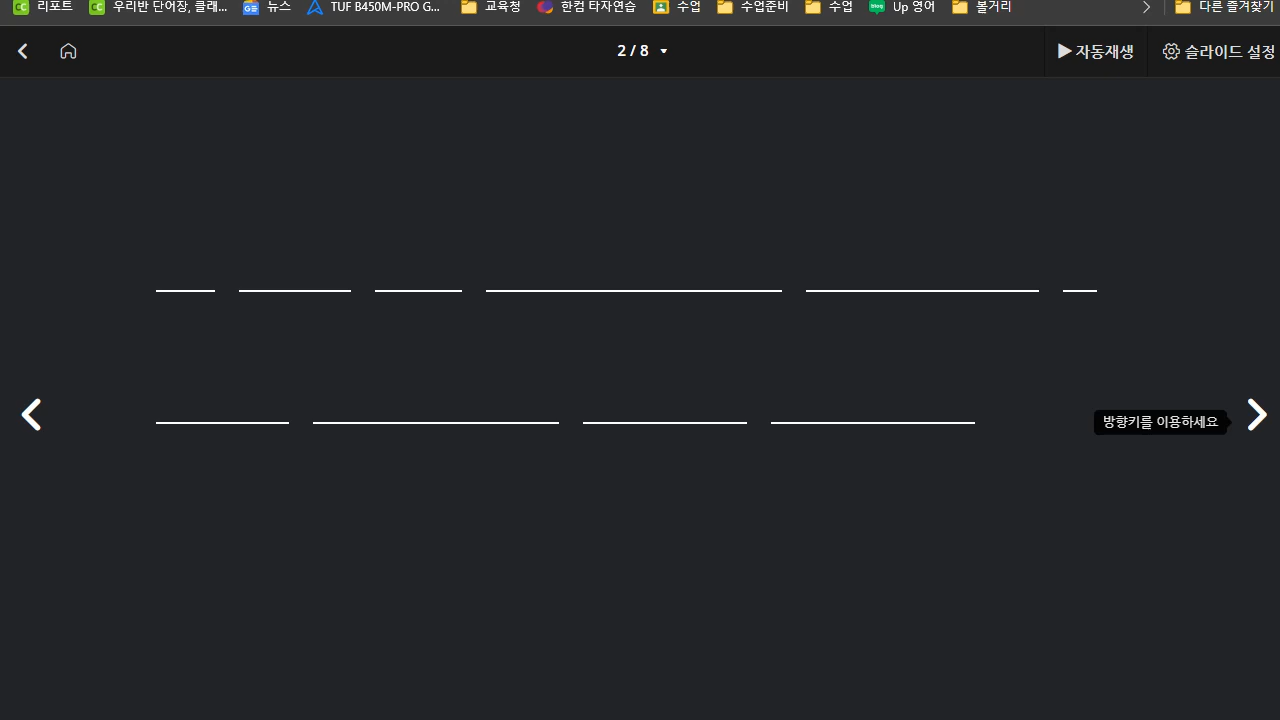 리포트 우리반 단어장, 클래... 뉴스 TUF B450M-PRO G... 교육청 한컴 타자연습 수업 수업준비 수업 Up 영어 볼거리 다른 즐겨찾기
2 / 8 자동재생 슬라이드 설정
방향키를 이용하세요